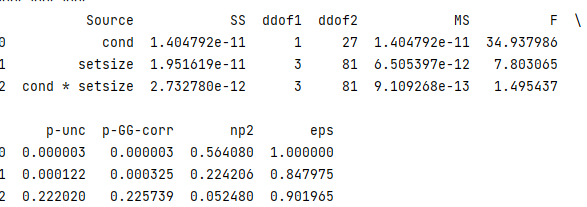 Source SS ddof1 ddof2 MS F \
0 cond 1.404792e-11 1 27 1.404792e-11 34.937986
1 setsize 1.951619e-11 3 81 6.505397e-12 7.803065
2 cond * setsize 2.732780e-12 3 81 9.109268e-13 1.495437
p-unc p-GG-corr np2 eps
0 0.000003 0.000003 0.564080 1.000000
1 0.000122 0.000325 0.224206 0.847975
2 0.222020 0.225739 0.052480 0.901965